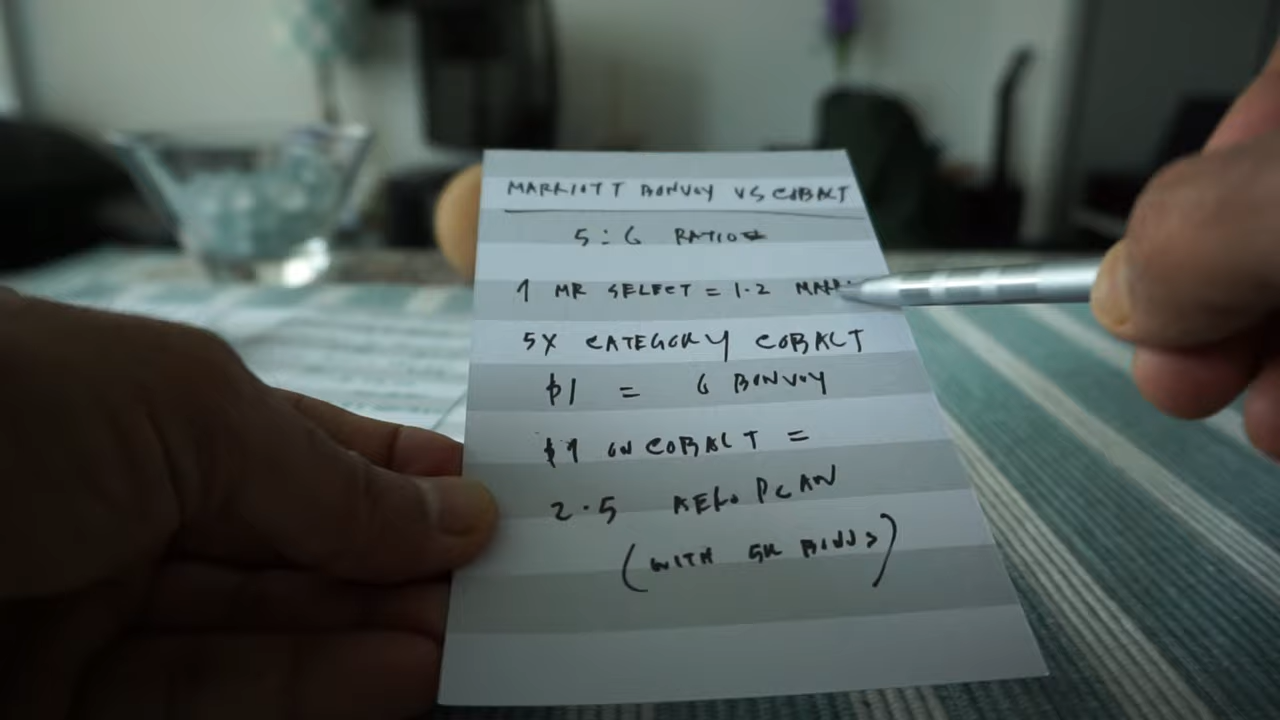 MARRIOTT BONVOY VS COBALT
5:6 RATIO
1 MR SELECT = 1.2 MARR
5X CATEGORY COBALT
$1 = 6 BONVOY
$1 ON COBALT =
2.5 AEROPLAN
(WITH 5K